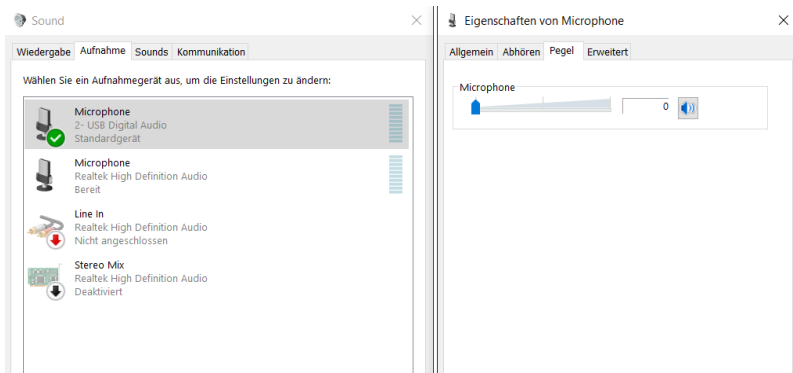 Sound
Wiedergabe Aufnahme Sounds Kommunikation
Wählen Sie ein Aufnahmegerät aus, um die Einstellungen zu ändern:
Microphone
2- USB Digital Audio
Standardgerät
Microphone
Realtek High Definition Audio
Bereit
Line In
Realtek High Definition Audio
Nicht angeschlossen
Stereo Mix
Realtek High Definition Audio
Deaktiviert
Eigenschaften von Microphone
Allgemein Abhören Pegel Erweitert
Microphone
0